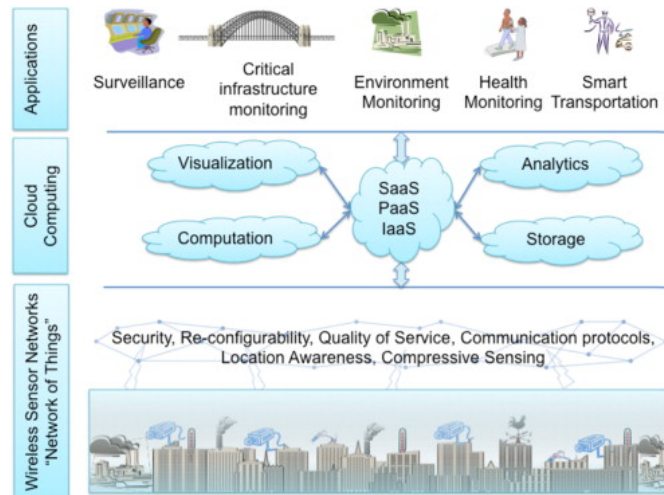 Applications
Surveillance
Critical
infrastructure
monitoring
Environment
Monitoring
Health
Monitoring
Smart
Transportation
Cloud
Computing
Visualization
Computation
SaaS
PaaS
IaaS
Analytics
Storage
Wireless Sensor Networks
“Network of Things”
Security, Re-configurability, Quality of Service, Communication protocols,
Location Awareness, Compressive Sensing